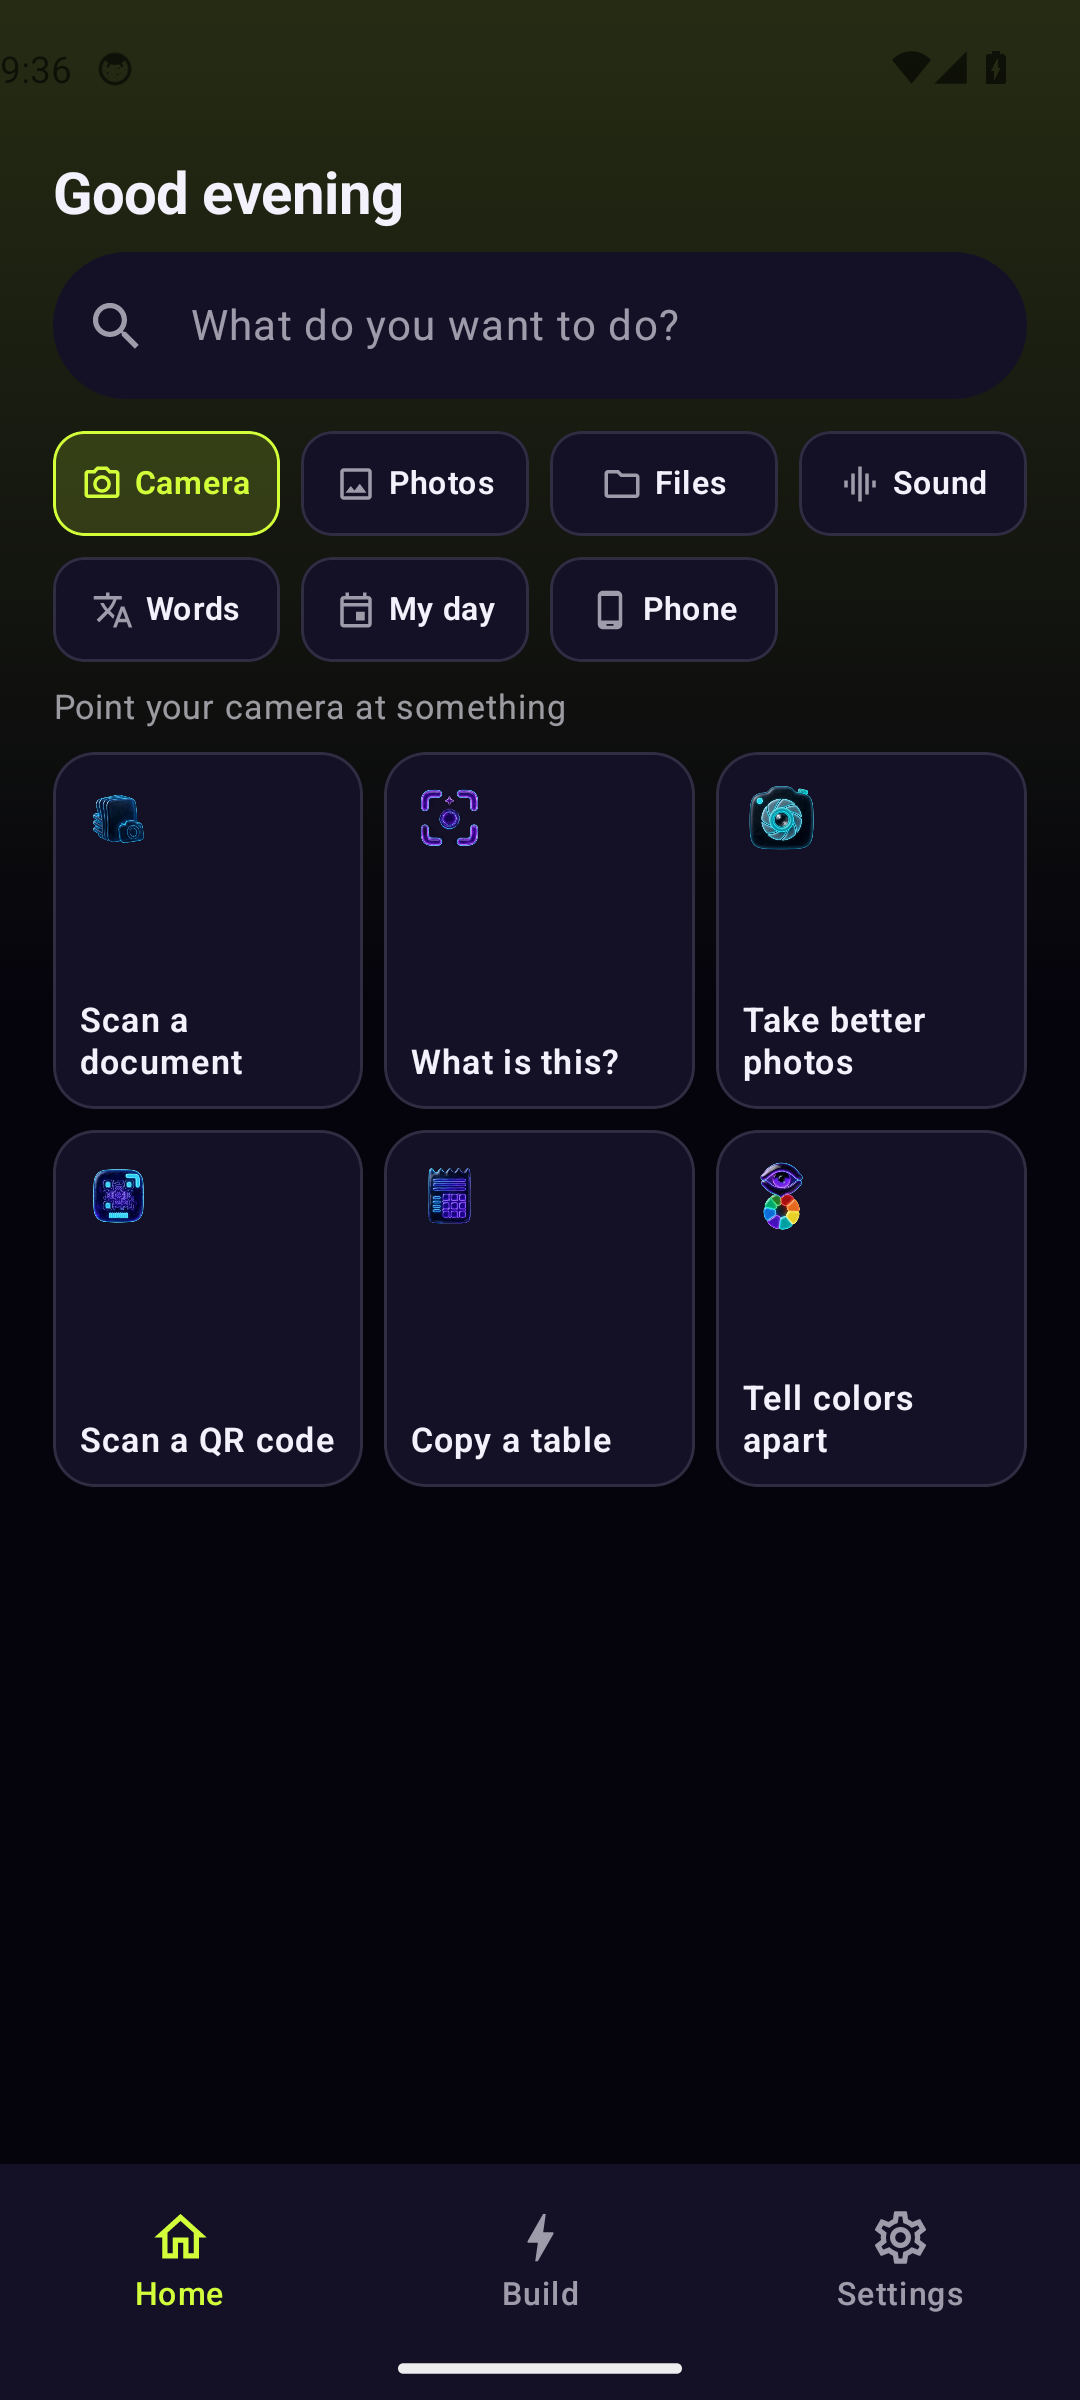 9:36
Good evening
What do you want to do?
Camera
Photos
Files
Sound
Words
My day
Phone
Point your camera at something
Scan a
document
What is this?
Take better
photos
Scan a QR code
Copy a table
Tell colors
apart
Home
Build
Settings